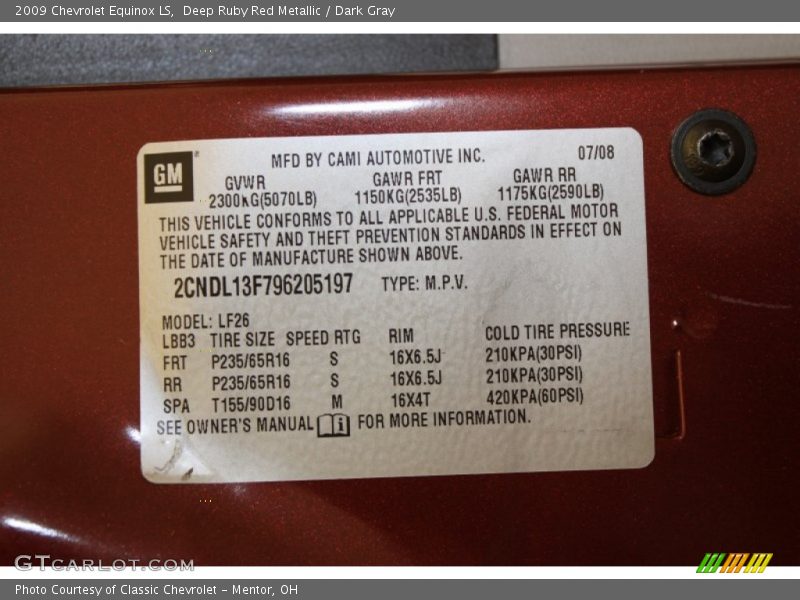 2009 Chevrolet Equinox LS,  Deep Ruby Red Metallic / Dark Gray
GM
MFD BY CAMI AUTOMOTIVE INC. 07/08
GVWR GAWR FRT GAWR RR
2300KG(5070LB) 1150KG(2535LB) 1175KG(2590LB)
THIS VEHICLE CONFORMS TO ALL APPLICABLE U.S. FEDERAL MOTOR
VEHICLE SAFETY AND THEFT PREVENTION STANDARDS IN EFFECT ON
THE DATE OF MANUFACTURE SHOWN ABOVE.
2CNDL13F796205197 TYPE: M.P.V.
MODEL: LF26
LBB3 TIRE SIZE SPEED RTG RIM COLD TIRE PRESSURE
FRT P235/65R16 S 16X6.5J 210KPA(30PSI)
RR P235/65R16 S 16X6.5J 210KPA(30PSI)
SPA T155/90D16 M 16X4T 420KPA(60PSI)
SEE OWNER'S MANUAL i FOR MORE INFORMATION.
GTCARLOT.COM
Photo Courtesy of Classic Chevrolet - Mentor, OH